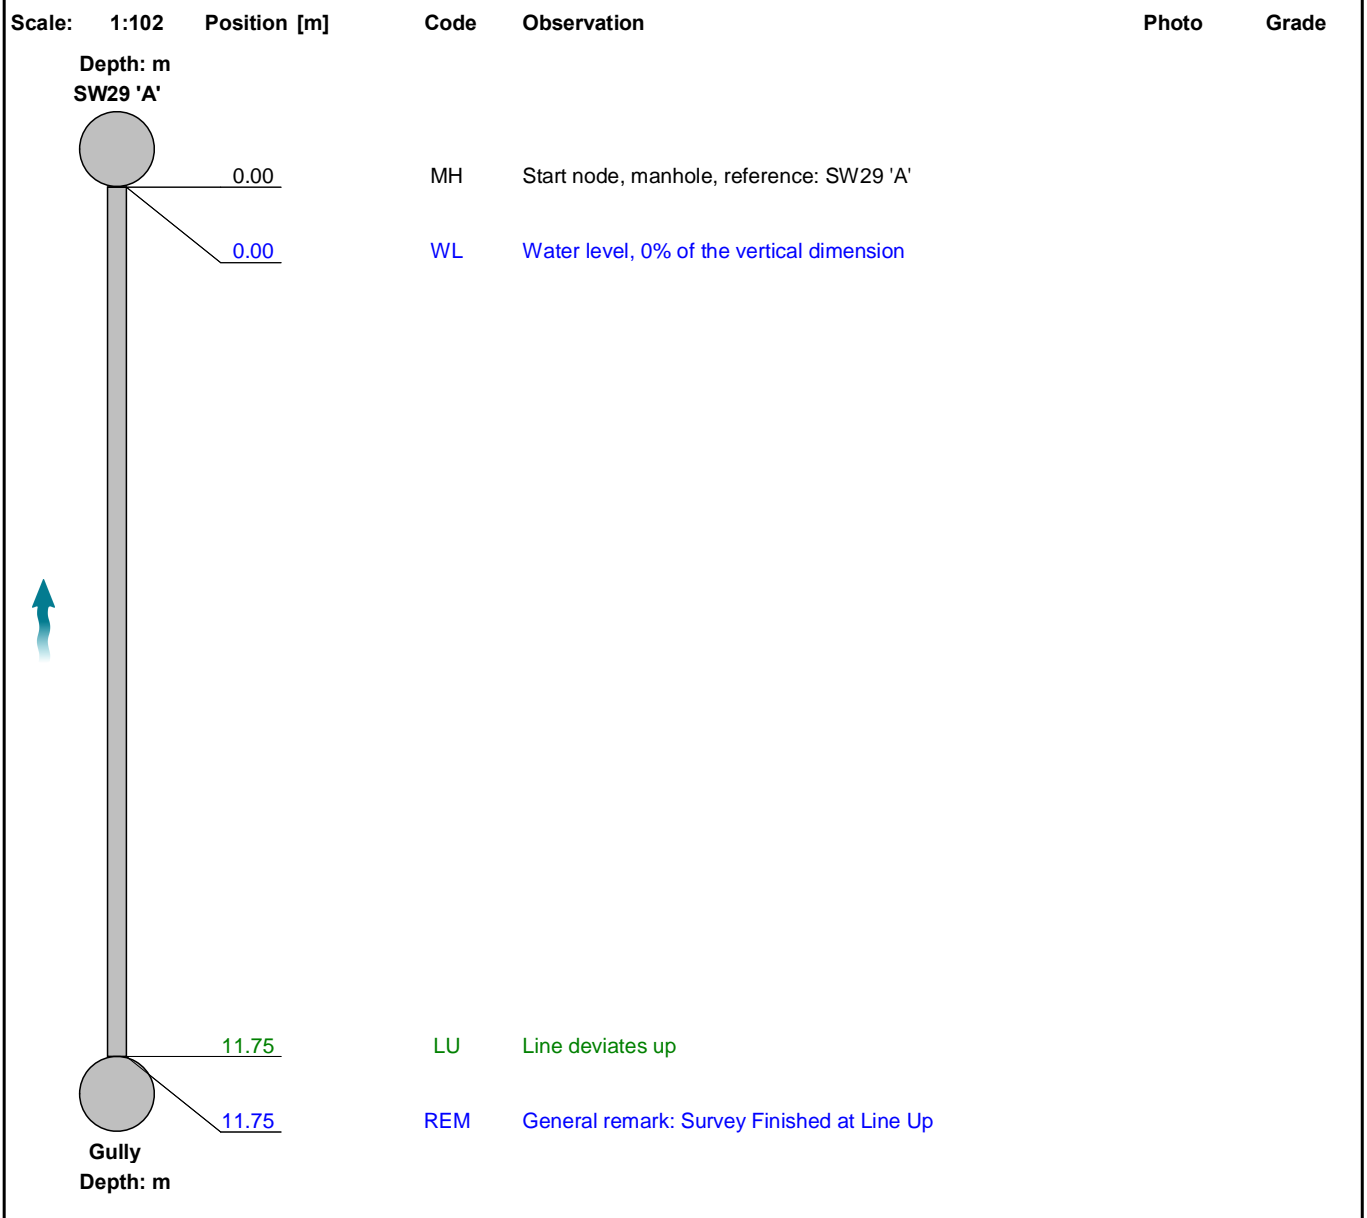 Scale: 1:102 Position [m] Code Observation Photo Grade
Depth: m
SW29 'A'
0.00 MH Start node, manhole, reference: SW29 'A'
0.00 WL Water level, 0% of the vertical dimension
11.75 LU Line deviates up
11.75 REM General remark: Survey Finished at Line Up
Gully
Depth: m